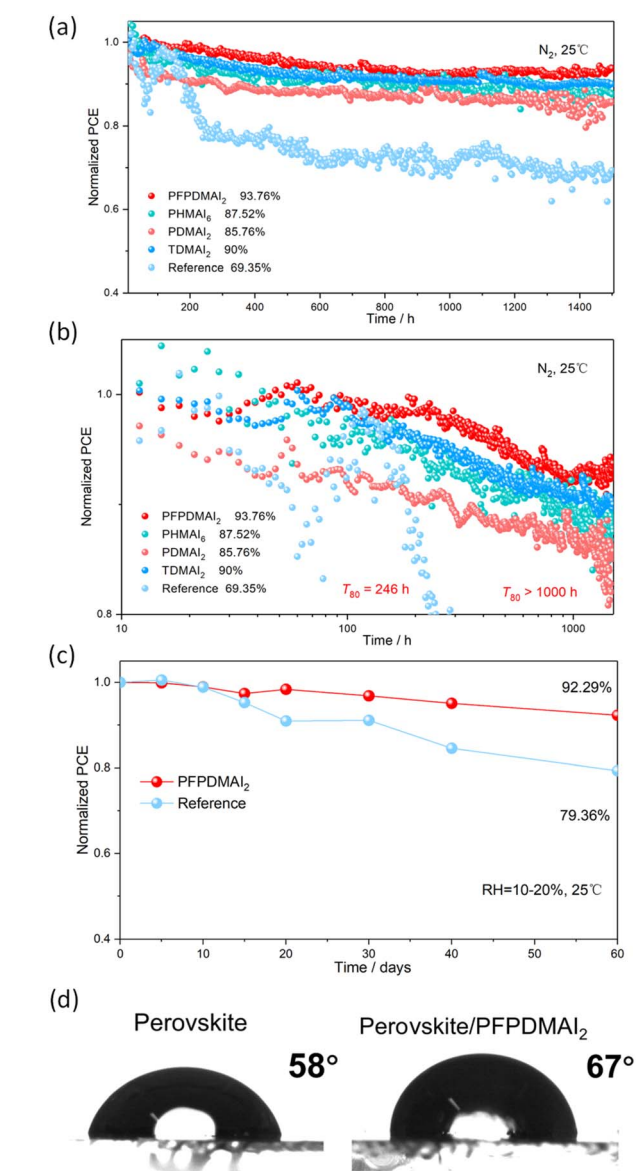 (a)
1.0
0.8
0.6
0.4
Normalized PCE
N₂, 25℃
PFPDMAI₂ 93.76%
PHMAI₆ 87.52%
PDMAI₂ 85.76%
TDMAI₂ 90%
Reference 69.35%
200 400 600 800 1000 1200 1400
Time / h
(b)
1.0
0.8
Normalized PCE
N₂, 25℃
PFPDMAI₂ 93.76%
PHMAI₆ 87.52%
PDMAI₂ 85.76%
TDMAI₂ 90%
Reference 69.35%
T₈₀ = 246 h
T₈₀ > 1000 h
10 100 1000
Time / h
(c)
1.0
0.8
0.6
0.4
Normalized PCE
92.29%
PFPDMAI₂
Reference
79.36%
RH=10-20%, 25℃
0 10 20 30 40 50 60
Time / days
(d)
Perovskite
58°
Perovskite/PFPDMAI₂
67°